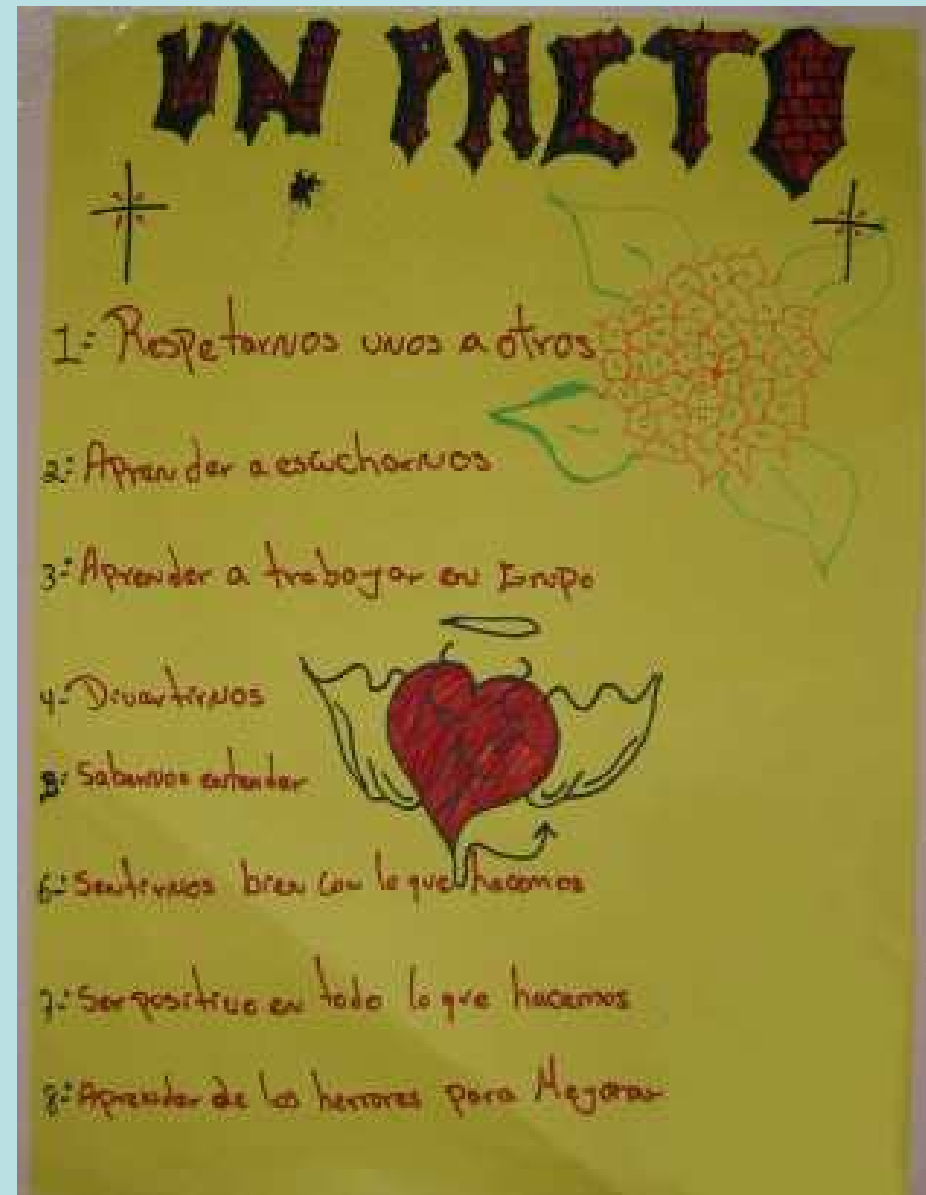 UN PACTO
1- Respetarnos unos a otros
2- Aprender a escucharnos
3- Aprender a trabayar en Grupo
4- Divertirnos
5- Sabernos entender
6- Sentirnos bien con lo que hacemos
7- Ser positivo en todo lo que hacemos
8- Aprender de los herrores para Meyorar